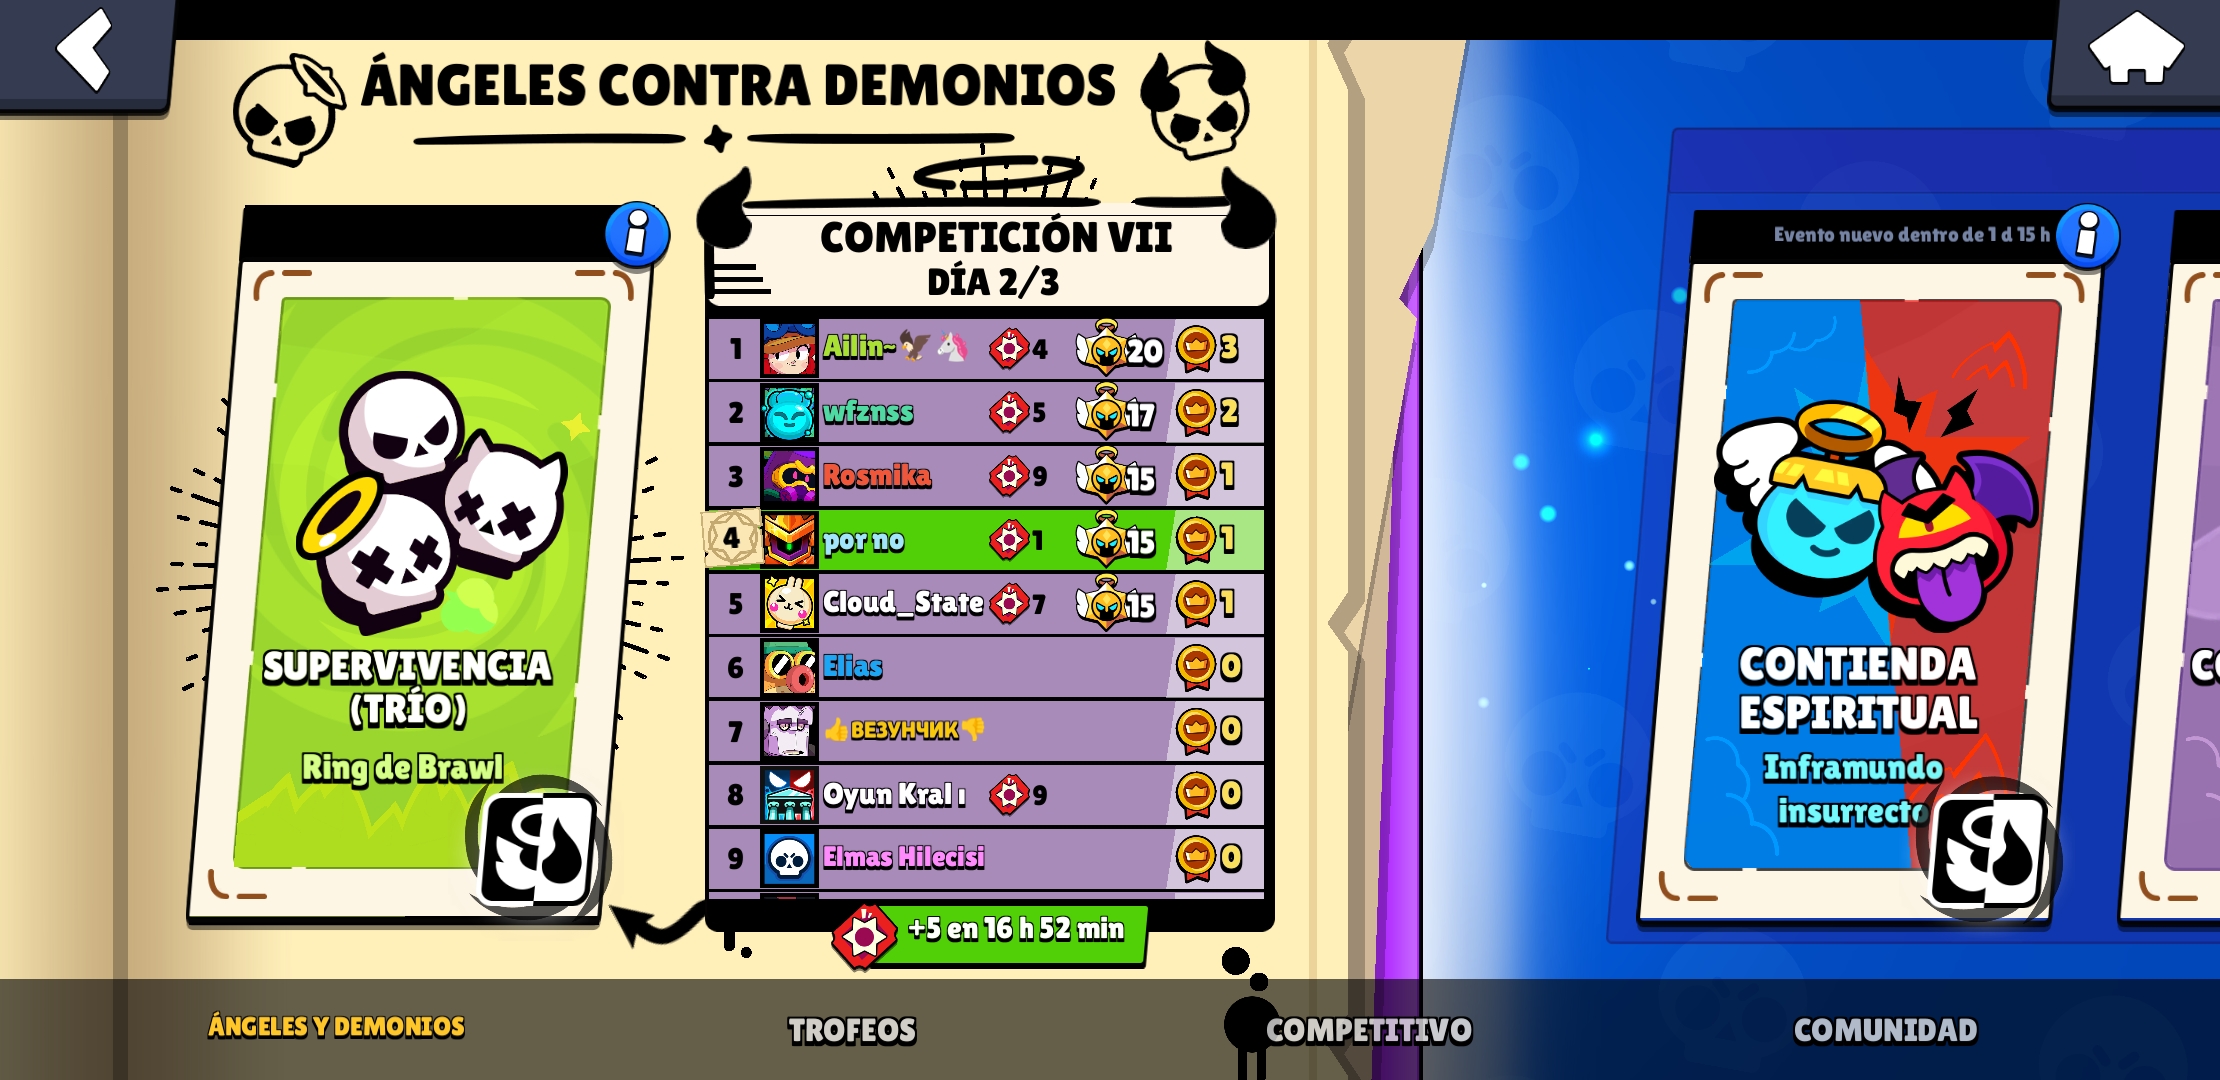 ÁNGELES CONTRA DEMONIOS
COMPETICIÓN VII
DÍA 2/3
1 Ailin~🦅🦄 4 20 3
2 wfznss 5 17 2
3 Rosmika 9 15 1
4 por no 1 15 1
5 Cloud_State 7 15 1
6 Elias 0
7 👍ВЕЗУНЧИК👎 0
8 Oyun Kral ı 9 0
9 Elmas Hilecisi 0
+5 en 16 h 52 min
SUPERVIVENCIA
(TRÍO)
Ring de Brawl
Evento nuevo dentro de 1 d 15 h
CONTIENDA
ESPIRITUAL
Inframundo
insurrecto
ÁNGELES Y DEMONIOS
TROFEOS
COMPETITIVO
COMUNIDAD